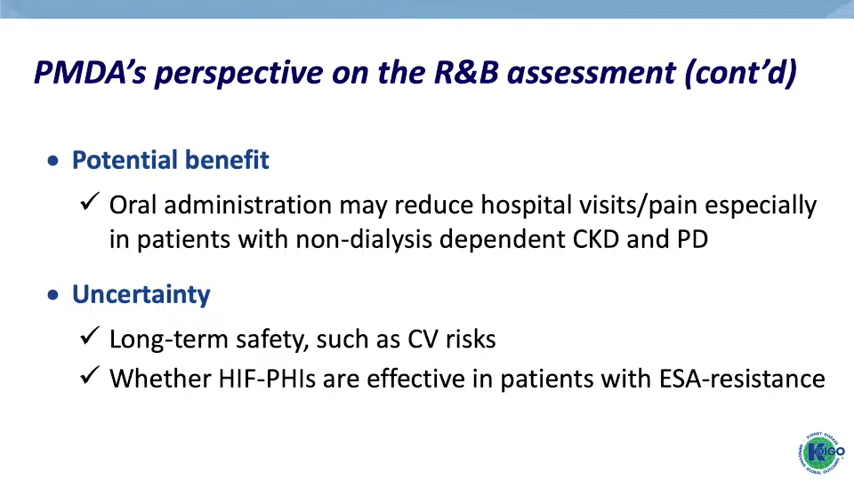 PMDA's perspective on the R&B assessment (cont'd)
• Potential benefit
✓ Oral administration may reduce hospital visits/pain especially
in patients with non-dialysis dependent CKD and PD
• Uncertainty
✓ Long-term safety, such as CV risks
✓ Whether HIF-PHIs are effective in patients with ESA-resistance
KDIGO